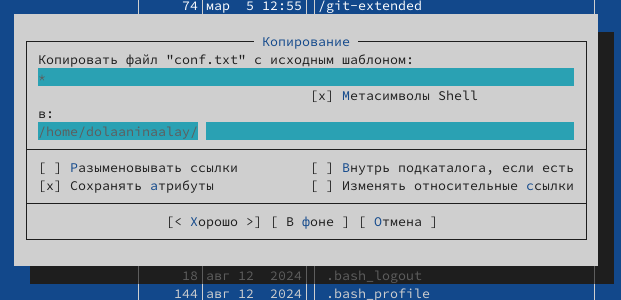 74 мар  5 12:55 /git-extended
Копирование
Копировать файл "conf.txt" с исходным шаблоном:
*
[x] Метасимволы Shell
в:
/home/dolaaninaalay/
[ ] Разыменовывать ссылки [ ] Внутрь подкаталога, если есть
[x] Сохранять атрибуты [ ] Изменять относительные ссылки
[< Хорошо >] [ В фоне ] [ Отмена ]
18 авг 12  2024 .bash_logout
144 авг 12  2024 .bash_profile